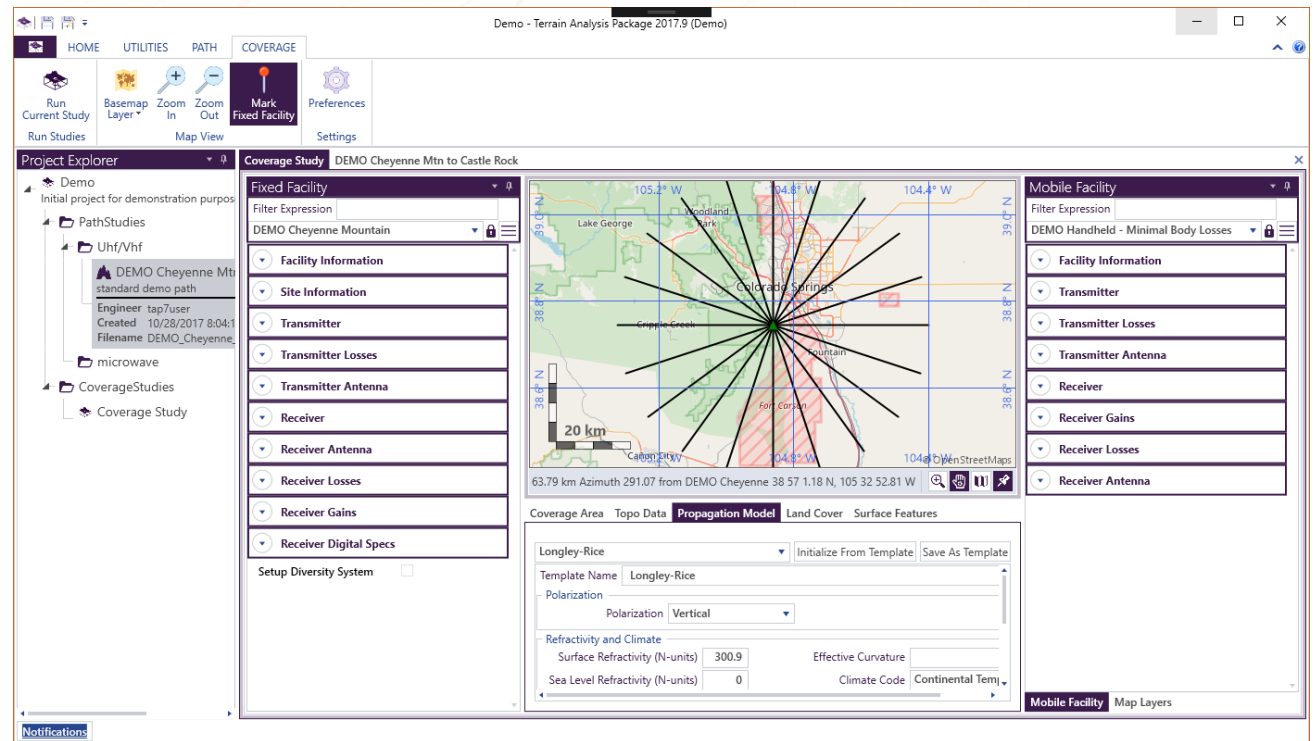 Demo - Terrain Analysis Package 2017.9 (Demo)
HOME UTILITIES PATH COVERAGE
Run Current Study
Basemap Layer
Zoom In
Zoom Out
Mark Fixed Facility
Preferences
Run Studies Map View Settings
Project Explorer
Demo
Initial project for demonstration purpos
PathStudies
Uhf/Vhf
DEMO Cheyenne Mt
standard demo path
Engineer tap7user
Created 10/28/2017 8:04:1
Filename DEMO_Cheyenne_
microwave
CoverageStudies
Coverage Study
Notifications
Coverage Study DEMO Cheyenne Mtn to Castle Rock
Fixed Facility
Filter Expression
DEMO Cheyenne Mountain
Facility Information
Site Information
Transmitter
Transmitter Losses
Transmitter Antenna
Receiver
Receiver Antenna
Receiver Losses
Receiver Gains
Receiver Digital Specs
Setup Diversity System
105.2° W 104.8° W 104.4° W
39.0° N 39.0° N
Woodland Park
Lake George
Colorado Springs
38.8° N 38.8° N
Cripple Creek
Fountain
38.6° N 38.6° N
Fort Carson
20 km
Cañon City
104.8° W
© OpenStreetMaps
63.79 km Azimuth 291.07 from DEMO Cheyenne 38 57 1.18 N, 105 32 52.81 W
Coverage Area Topo Data Propagation Model Land Cover Surface Features
Longley-Rice Initialize From Template Save As Template
Template Name Longley-Rice
Polarization
Polarization Vertical
Refractivity and Climate
Surface Refractivity (N-units) 300.9 Effective Curvature
Sea Level Refractivity (N-units) 0 Climate Code Continental Temp
Mobile Facility
Filter Expression
DEMO Handheld - Minimal Body Losses
Facility Information
Transmitter
Transmitter Losses
Transmitter Antenna
Receiver
Receiver Gains
Receiver Losses
Receiver Antenna
Mobile Facility Map Layers